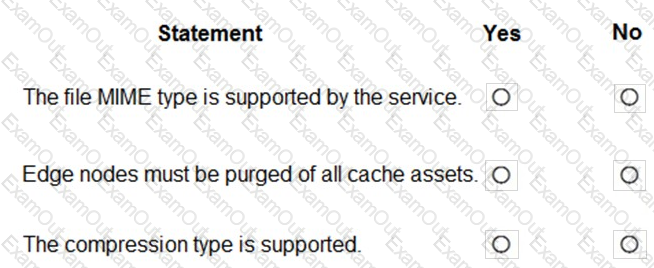 Statement Yes No
The file MIME type is supported by the service.
Edge nodes must be purged of all cache assets.
The compression type is supported.